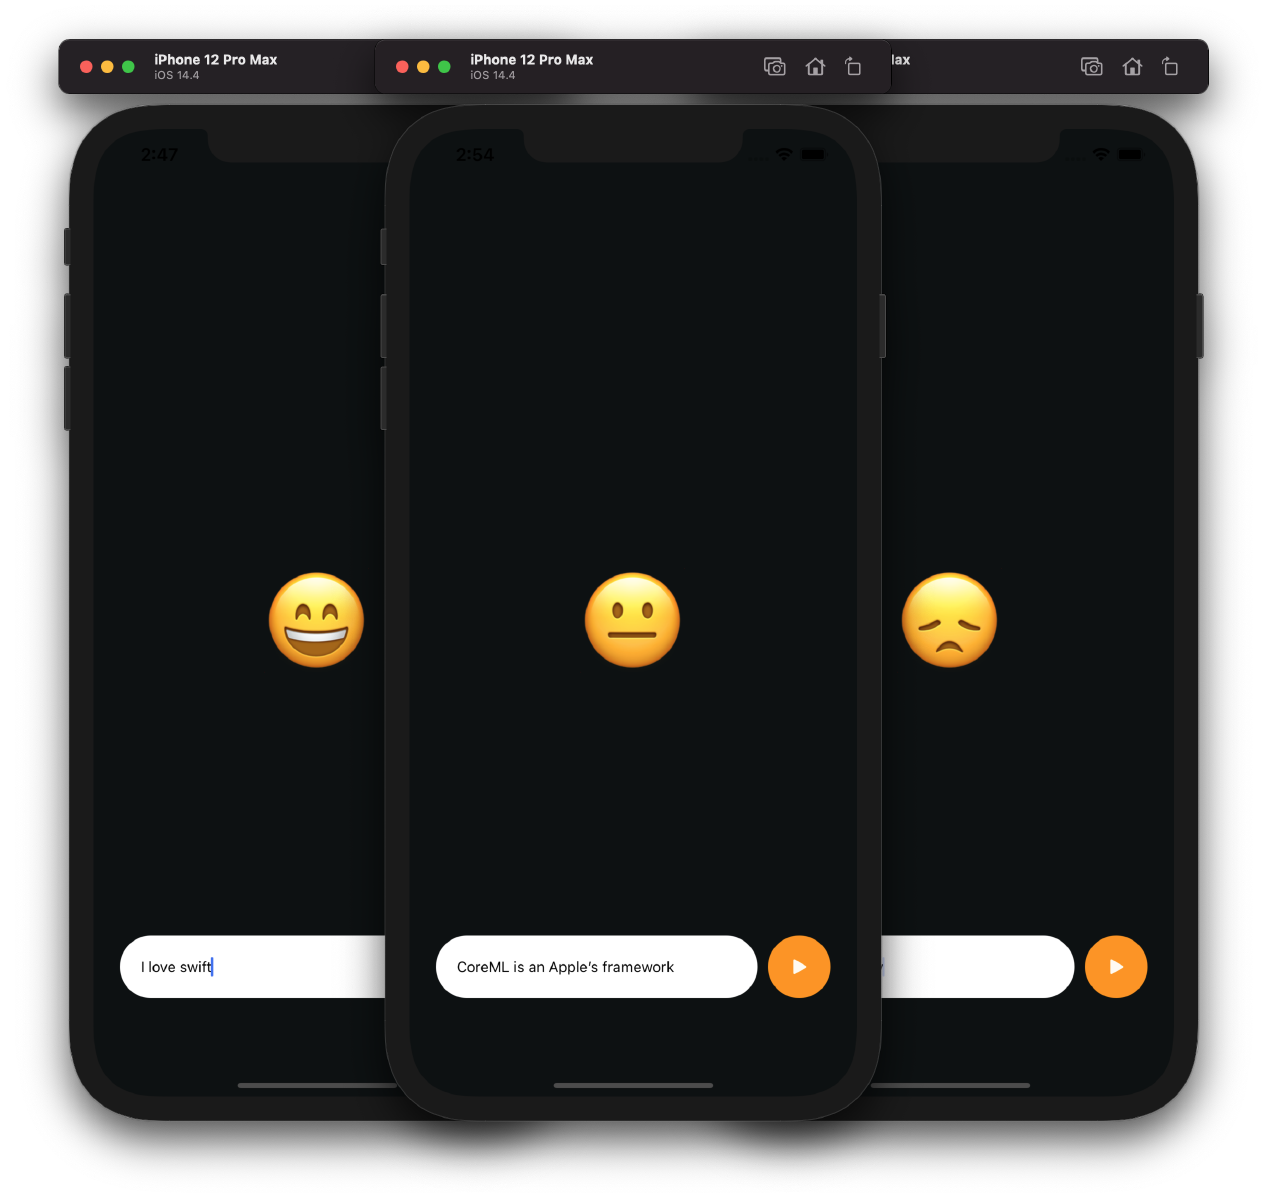 iPhone 12 Pro Max
iOS 14.4
iPhone 12 Pro Max
iOS 14.4
2:47
2:54
I love swift
CoreML is an Apple's framework